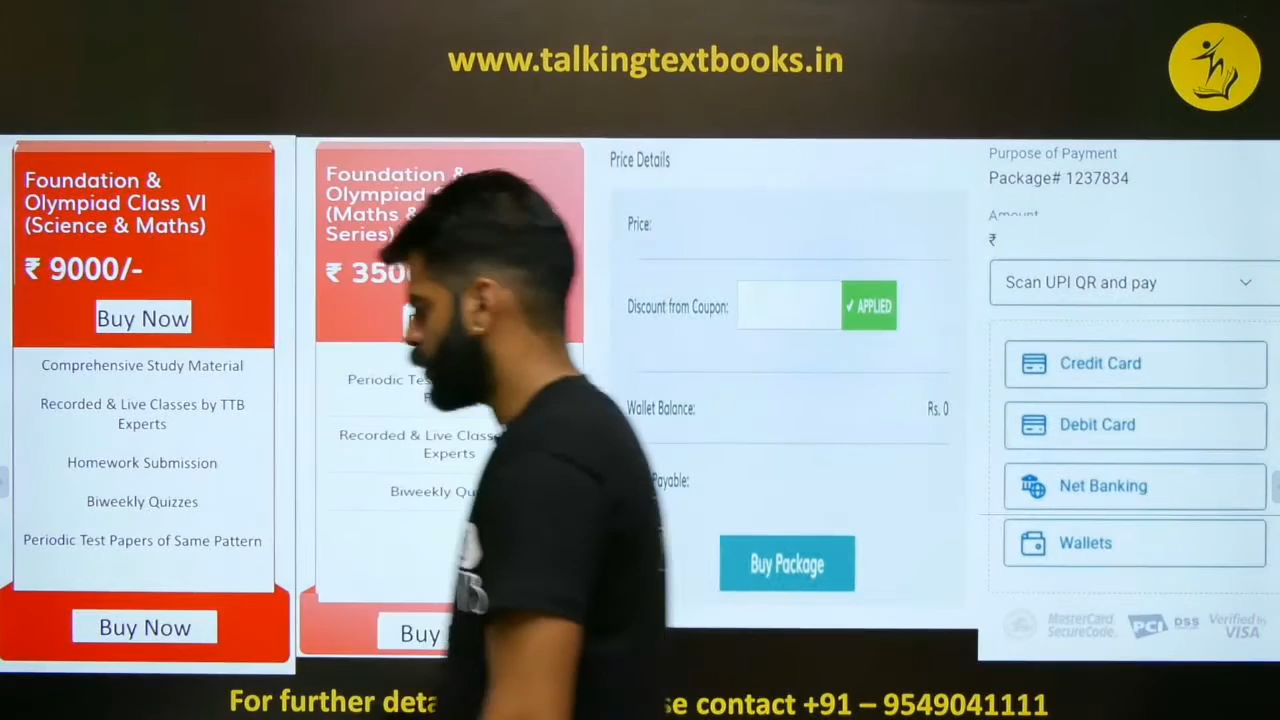 www.talkingtextbooks.in
Foundation &
Olympiad Class VI
(Science & Maths)
₹ 9000/-
Buy Now
Comprehensive Study Material
Recorded & Live Classes by TTB
Experts
Homework Submission
Biweekly Quizzes
Periodic Test Papers of Same Pattern
Buy Now
Foundation &
Olympiad
(Maths &
Series)
₹ 350
Periodic
Recorded & Live
Experts
Biweekly
Buy
Price Details
Price:
Discount from Coupon:
✓ APPLIED
Wallet Balance:
Rs. 0
Payable:
Buy Package
Purpose of Payment
Package# 1237834
Amount
₹
Scan UPI QR and pay
Credit Card
Debit Card
Net Banking
Wallets
MasterCard
SecureCode.
PCI DSS
Verified by
VISA
For further contact +91 – 9549041111